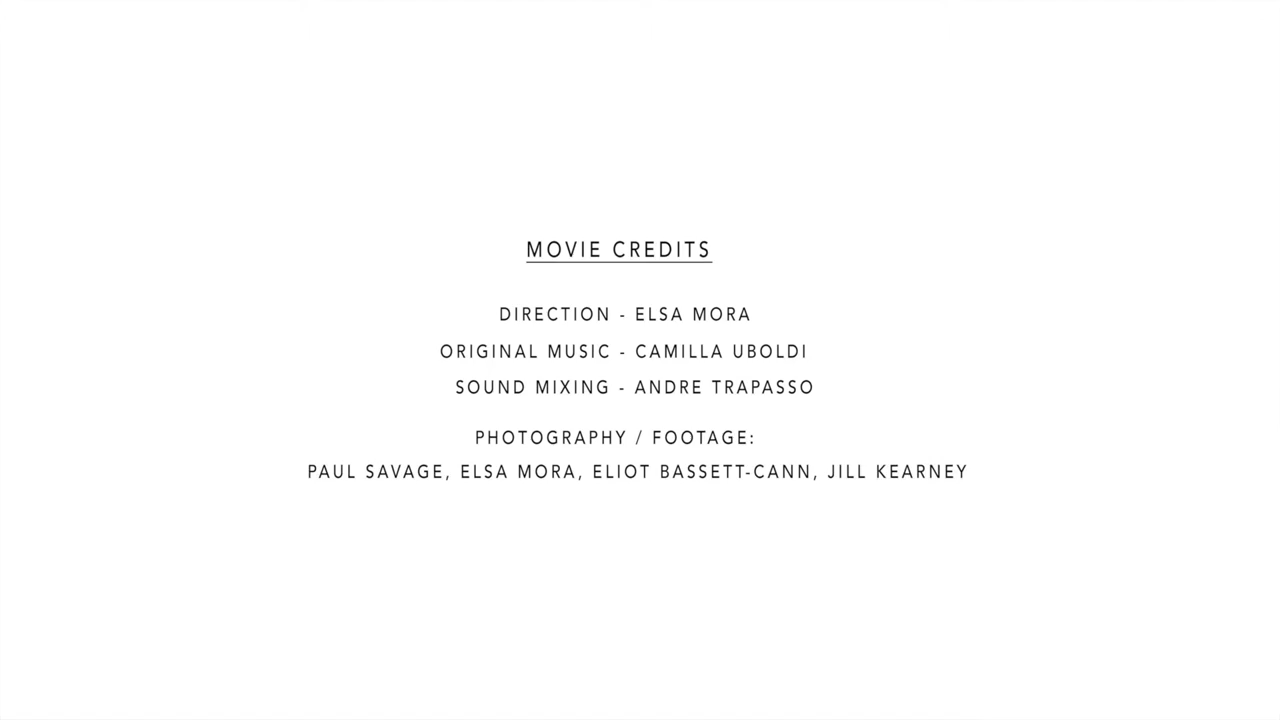 MOVIE CREDITS
DIRECTION - ELSA MORA
ORIGINAL MUSIC - CAMILLA UBOLDI
SOUND MIXING - ANDRE TRAPASSO
PHOTOGRAPHY / FOOTAGE:
PAUL SAVAGE, ELSA MORA, ELIOT BASSETT-CANN, JILL KEARNEY